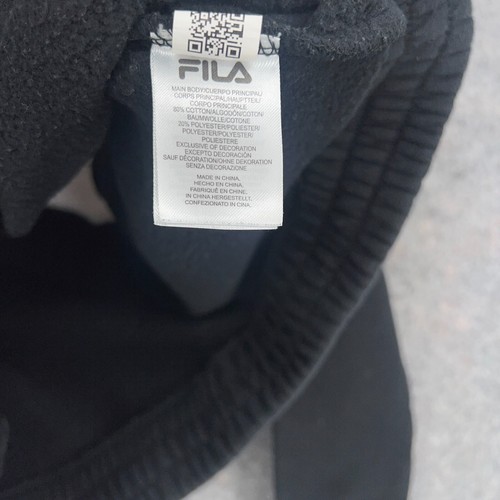 FILA
MAIN BODY/CUERPO PRINCIPAL/
CORPS PRINCIPAL/HAUPTTEIL/
CORPO PRINCIPALE
80% COTTON/ALGODÓN/COTON/
BAUMWOLLE/COTONE
20% POLYESTER/POLIÉSTER/
POLYESTER/POLYESTER/
POLIESTERE
EXCLUSIVE OF DECORATION
EXCEPTO DECORACIÓN
SAUF DÉCORATION/OHNE DEKORATION
SENZA DECORAZIONE
MADE IN CHINA.
HECHO EN CHINA.
FABRIQUÉ EN CHINE.
IN CHINA HERGESTELLT.
CONFEZIONATO IN CINA.